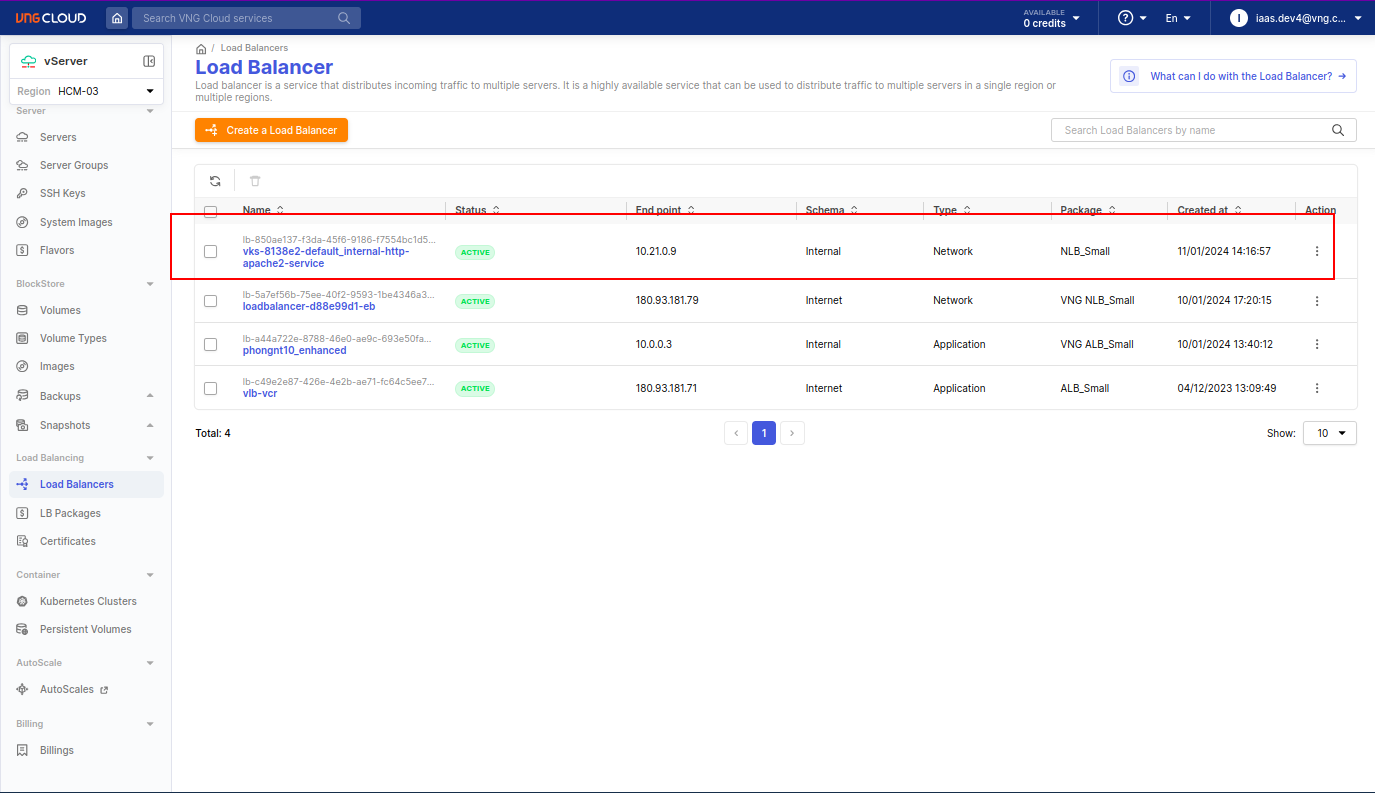 VNG CLOUD
Search VNG Cloud services
AVAILABLE
0 credits
En
I
iaas.dev4@vng.c...
vServer
Region HCM-03
Server
Servers
Server Groups
SSH Keys
System Images
Flavors
BlockStore
Volumes
Volume Types
Images
Backups
Snapshots
Load Balancing
Load Balancers
LB Packages
Certificates
Container
Kubernetes Clusters
Persistent Volumes
AutoScale
AutoScales
Billing
Billings
/ Load Balancers
Load Balancer
Load balancer is a service that distributes incoming traffic to multiple servers. It is a highly available service that can be used to distribute traffic to multiple servers in a single region or
multiple regions.
What can I do with the Load Balancer?
Create a Load Balancer
Search Load Balancers by name
Name Status End point Schema Type Package Created at Action
lb-850ae137-f3da-45f6-9186-f7554bc1d5...
vks-8138e2-default_internal-http-
apache2-service
ACTIVE 10.21.0.9 Internal Network NLB_Small 11/01/2024 14:16:57
lb-5a7ef56b-75ee-40f2-9593-1be4346a3...
loadbalancer-d88e99d1-eb
ACTIVE 180.93.181.79 Internet Network VNG NLB_Small 10/01/2024 17:20:15
lb-a44a722e-8788-46e0-ae9c-693e50fa...
phongnt10_enhanced
ACTIVE 10.0.0.3 Internal Application VNG ALB_Small 10/01/2024 13:40:12
lb-c49e2e87-426e-4e2b-ae71-fc64c5ee7...
vlb-vcr
ACTIVE 180.93.181.71 Internet Application ALB_Small 04/12/2023 13:09:49
Total: 4
1
Show: 10